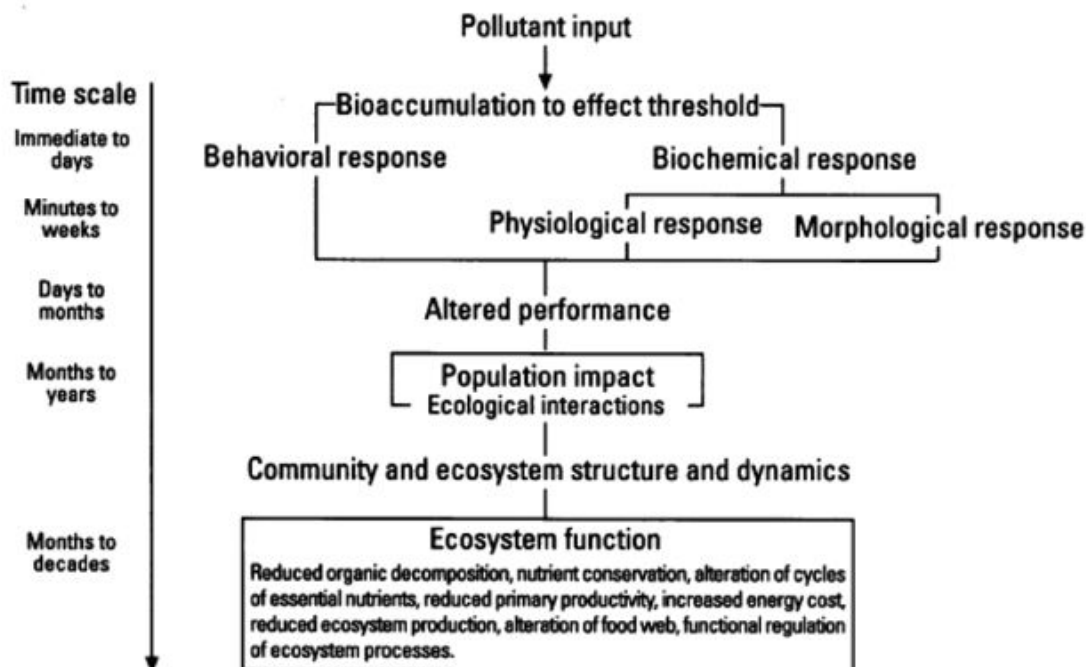 Pollutant input
Time scale
Bioaccumulation to effect threshold
Immediate to
days
Behavioral response
Biochemical response
Minutes to
weeks
Physiological response
Morphological response
Days to
months
Altered performance
Months to
years
Population impact
Ecological interactions
Community and ecosystem structure and dynamics
Months to
decades
Ecosystem function
Reduced organic decomposition, nutrient conservation, alteration of cycles
of essential nutrients, reduced primary productivity, increased energy cost,
reduced ecosystem production, alteration of food web, functional regulation
of ecosystem processes.